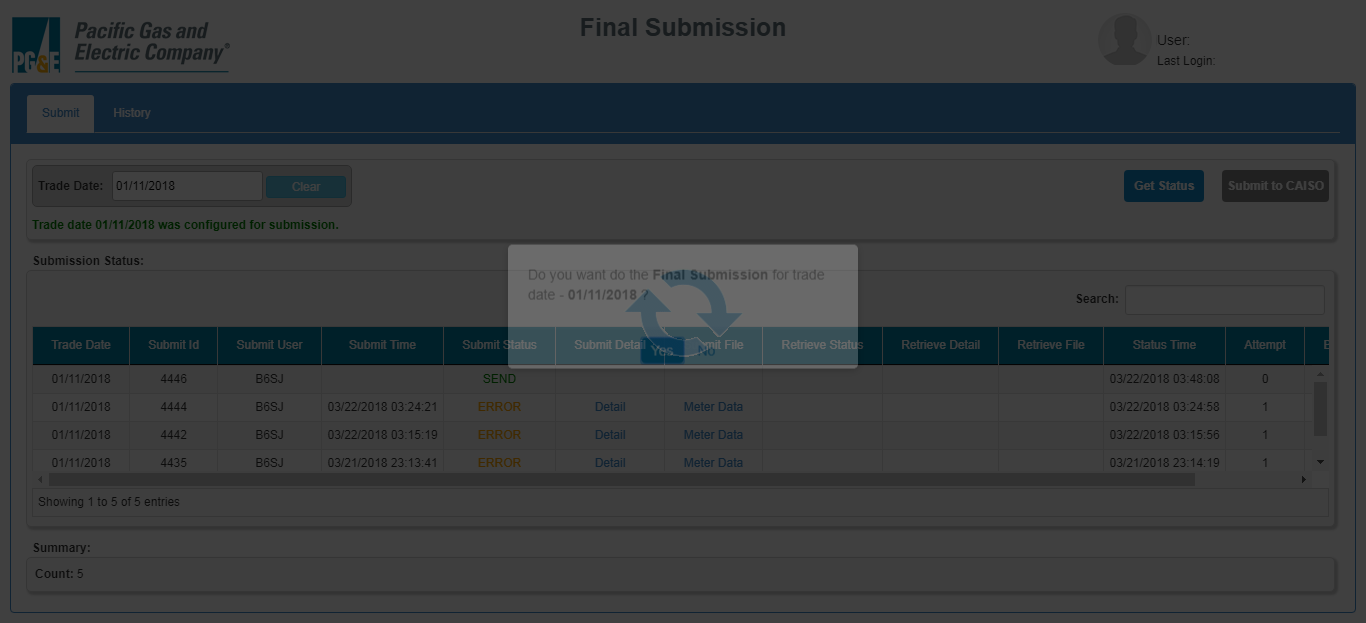 Pacific Gas and
Electric Company®
PG&E
Final Submission
User:
Last Login:
Submit History
Trade Date: 01/11/2018 Clear
Get Status Submit to CAISO
Trade date 01/11/2018 was configured for submission.
Submission Status:
Do you want do the Final Submission for trade
date - 01/11/2018 ?
Yes No
Search:
Trade Date Submit Id Submit User Submit Time Submit Status Submit Detail Submit File Retrieve Status Retrieve Detail Retrieve File Status Time Attempt
01/11/2018 4446 B6SJ SEND 03/22/2018 03:48:08 0
01/11/2018 4444 B6SJ 03/22/2018 03:24:21 ERROR Detail Meter Data 03/22/2018 03:24:58 1
01/11/2018 4442 B6SJ 03/22/2018 03:15:19 ERROR Detail Meter Data 03/22/2018 03:15:56 1
01/11/2018 4435 B6SJ 03/21/2018 23:13:41 ERROR Detail Meter Data 03/21/2018 23:14:19 1
Showing 1 to 5 of 5 entries
Summary:
Count: 5